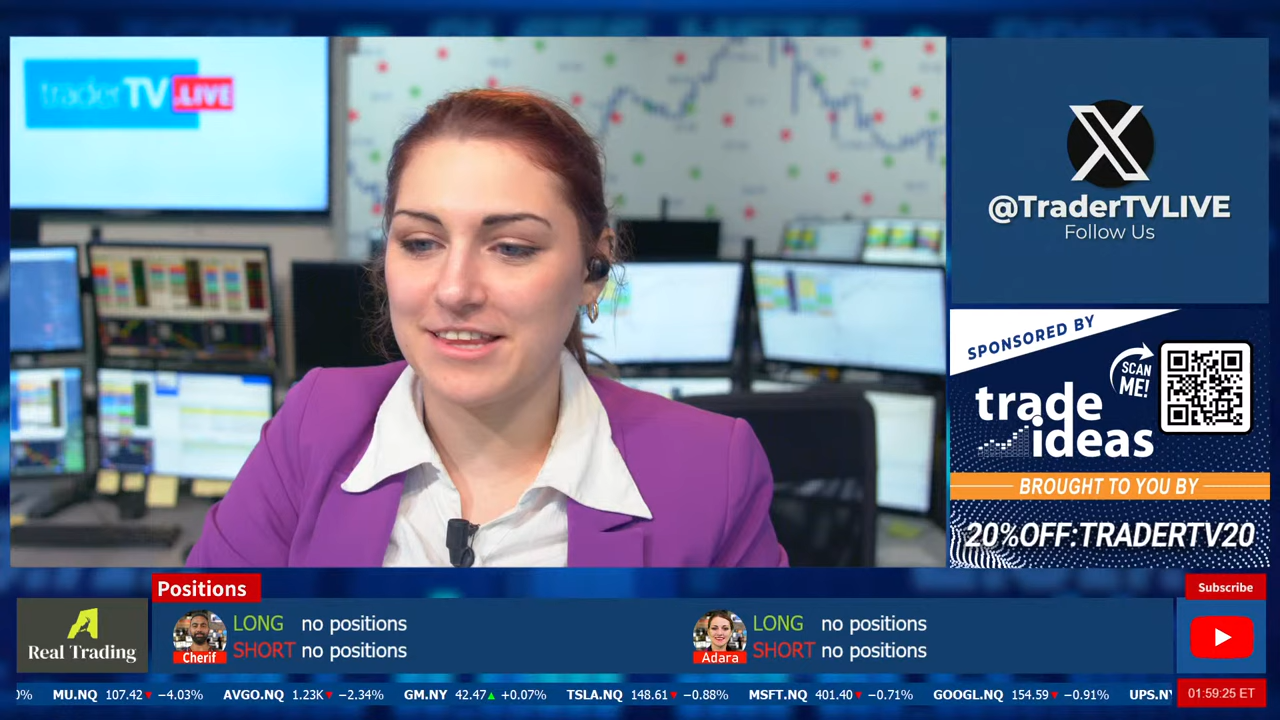 traderTV.LIVE
@TraderTVLIVE
Follow Us
SPONSORED BY
SCAN
ME!
trade
ideas
BROUGHT TO YOU BY
20%OFF:TRADERTV20
Positions
Subscribe
Real Trading
LONG no positions
SHORT no positions
Cherif
LONG no positions
SHORT no positions
Adara
0% MU.NQ 107.42 -4.03% AVGO.NQ 1.23K -2.34% GM.NY 42.47 +0.07% TSLA.NQ 148.61 -0.88% MSFT.NQ 401.40 -0.71% GOOGL.NQ 154.59 -0.91% UPS.NY
01:59:25 ET